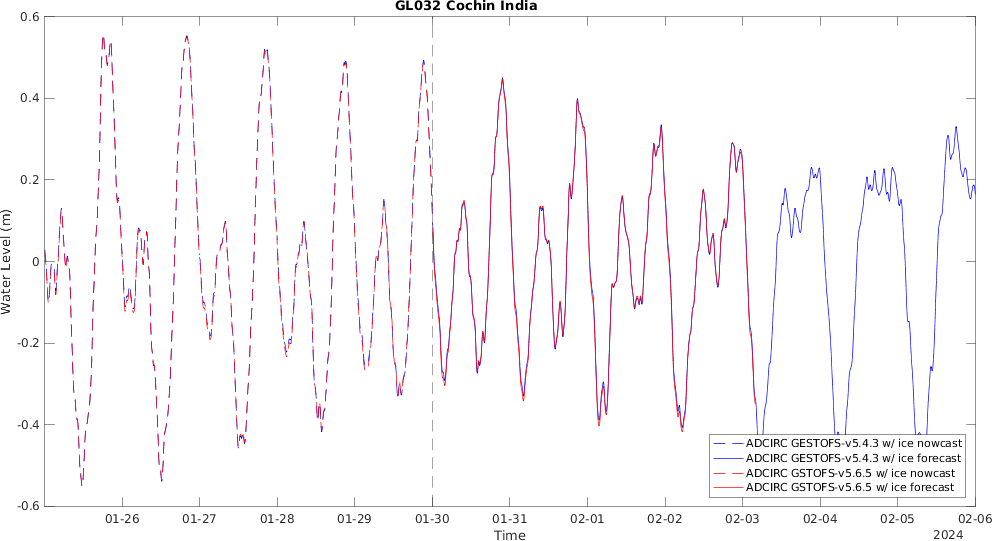 GL032 Cochin India
0.6
0.4
0.2
0
-0.2
-0.4
-0.6
Water Level (m)
ADCIRC GESTOFS-v5.4.3 w/ ice nowcast
ADCIRC GESTOFS-v5.4.3 w/ ice forecast
ADCIRC GSTOFS-v5.6.5 w/ ice nowcast
ADCIRC GSTOFS-v5.6.5 w/ ice forecast
01-26 01-27 01-28 01-29 01-30 01-31 02-01 02-02 02-03 02-04 02-05 02-06
Time
2024